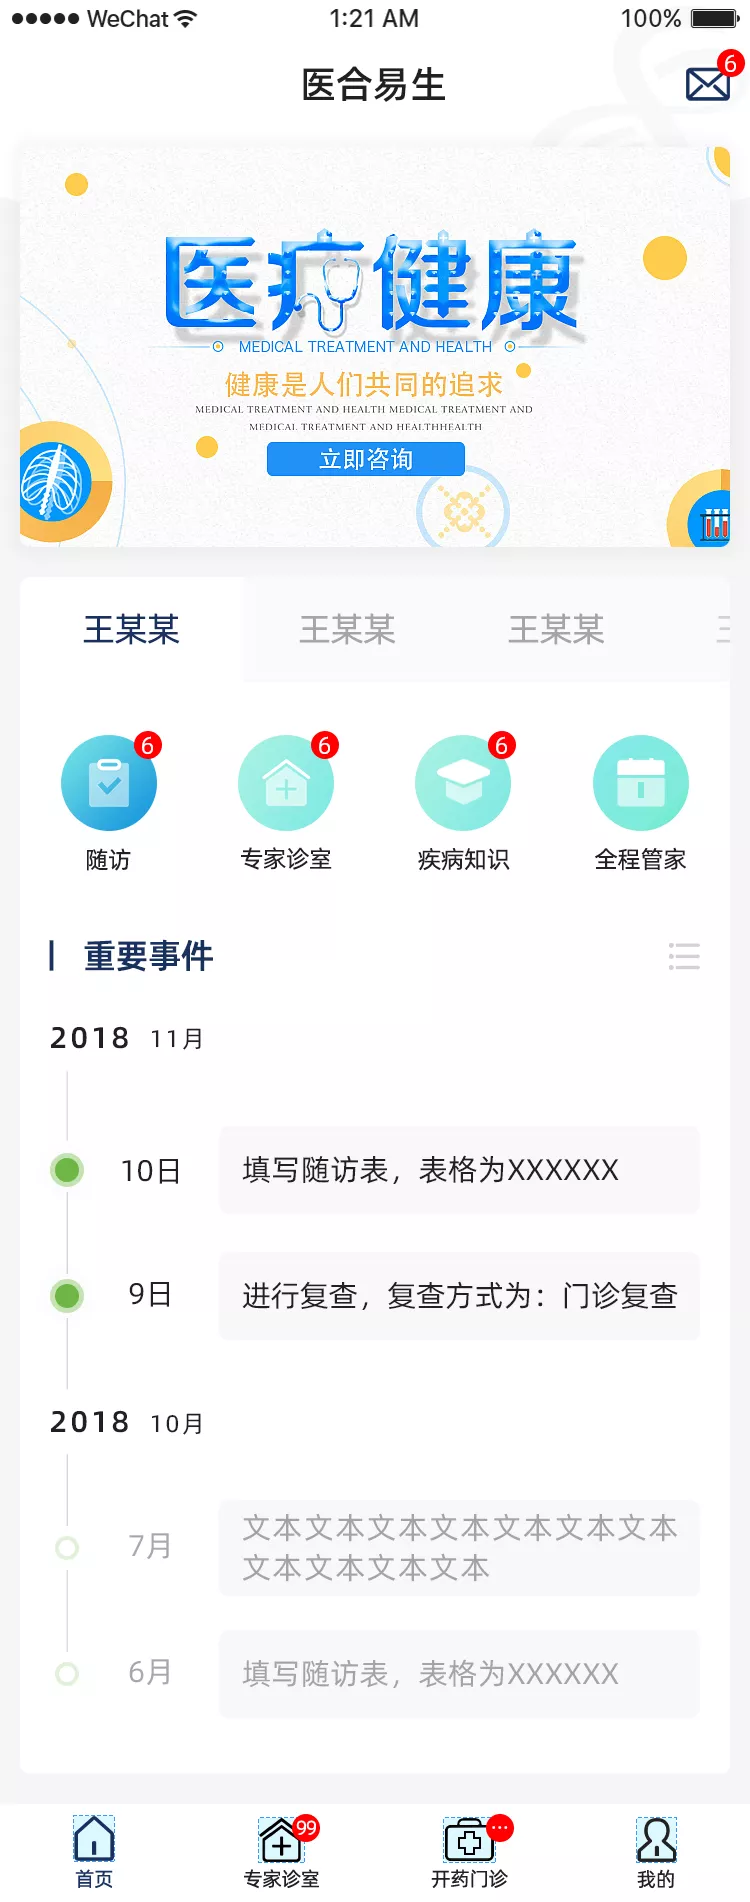 WeChat 1:21 AM 100%
医合易生
6
医疗健康
MEDICAL TREATMENT AND HEALTH
健康是人们共同的追求
MEDICAL TREATMENT AND HEALTH MEDICAL TREATMENT AND
MEDICAL TREATMENT AND HEALTHHEALTH
立即咨询
王某某 王某某 王某某
6 6 6
随访 专家诊室 疾病知识 全程管家
重要事件
2018 11月
10日 填写随访表，表格为XXXXXX
9日 进行复查，复查方式为：门诊复查
2018 10月
7月 文本文本文本文本文本文本文本
文本文本文本文本
6月 填写随访表，表格为XXXXXX
99 ...
首页 专家诊室 开药门诊 我的